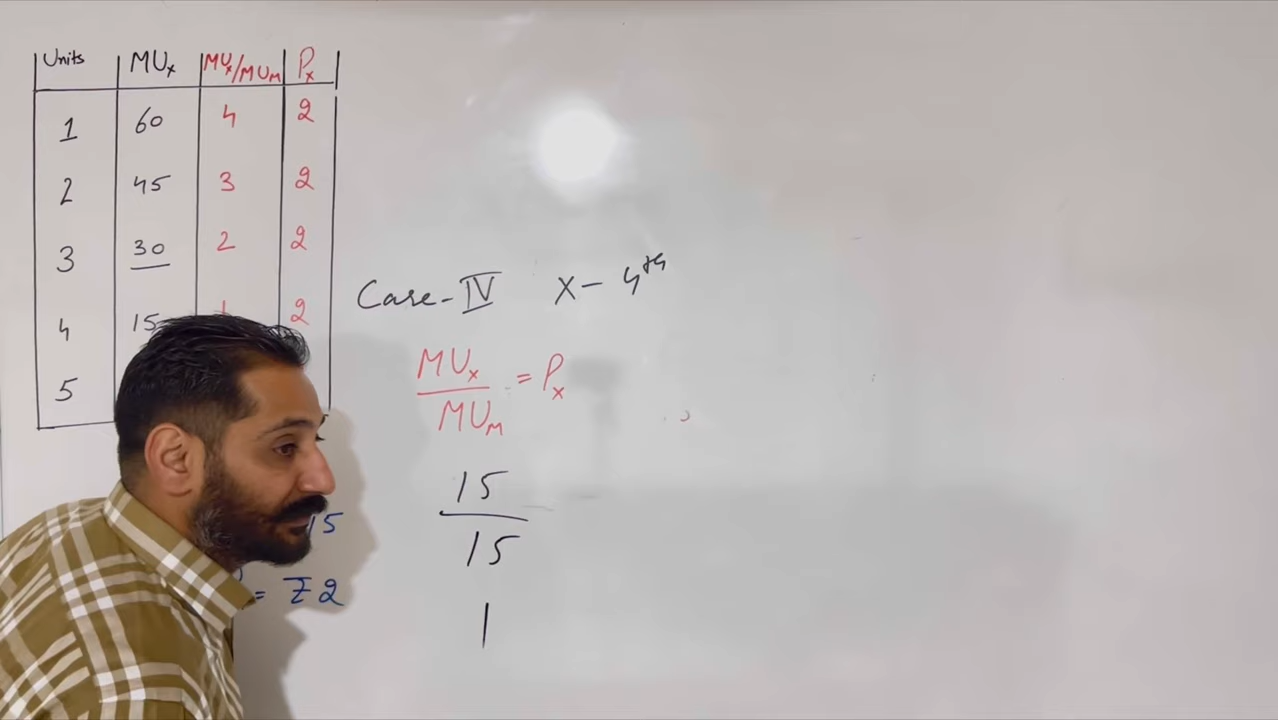 Units MUx MUx/MUM Px
1 60 4 2
2 45 3 2
3 30 2 2
4 15 2
5
Case-IV X- 4th
MUx
= Px
MUM
15
15
1
15
= ₹2